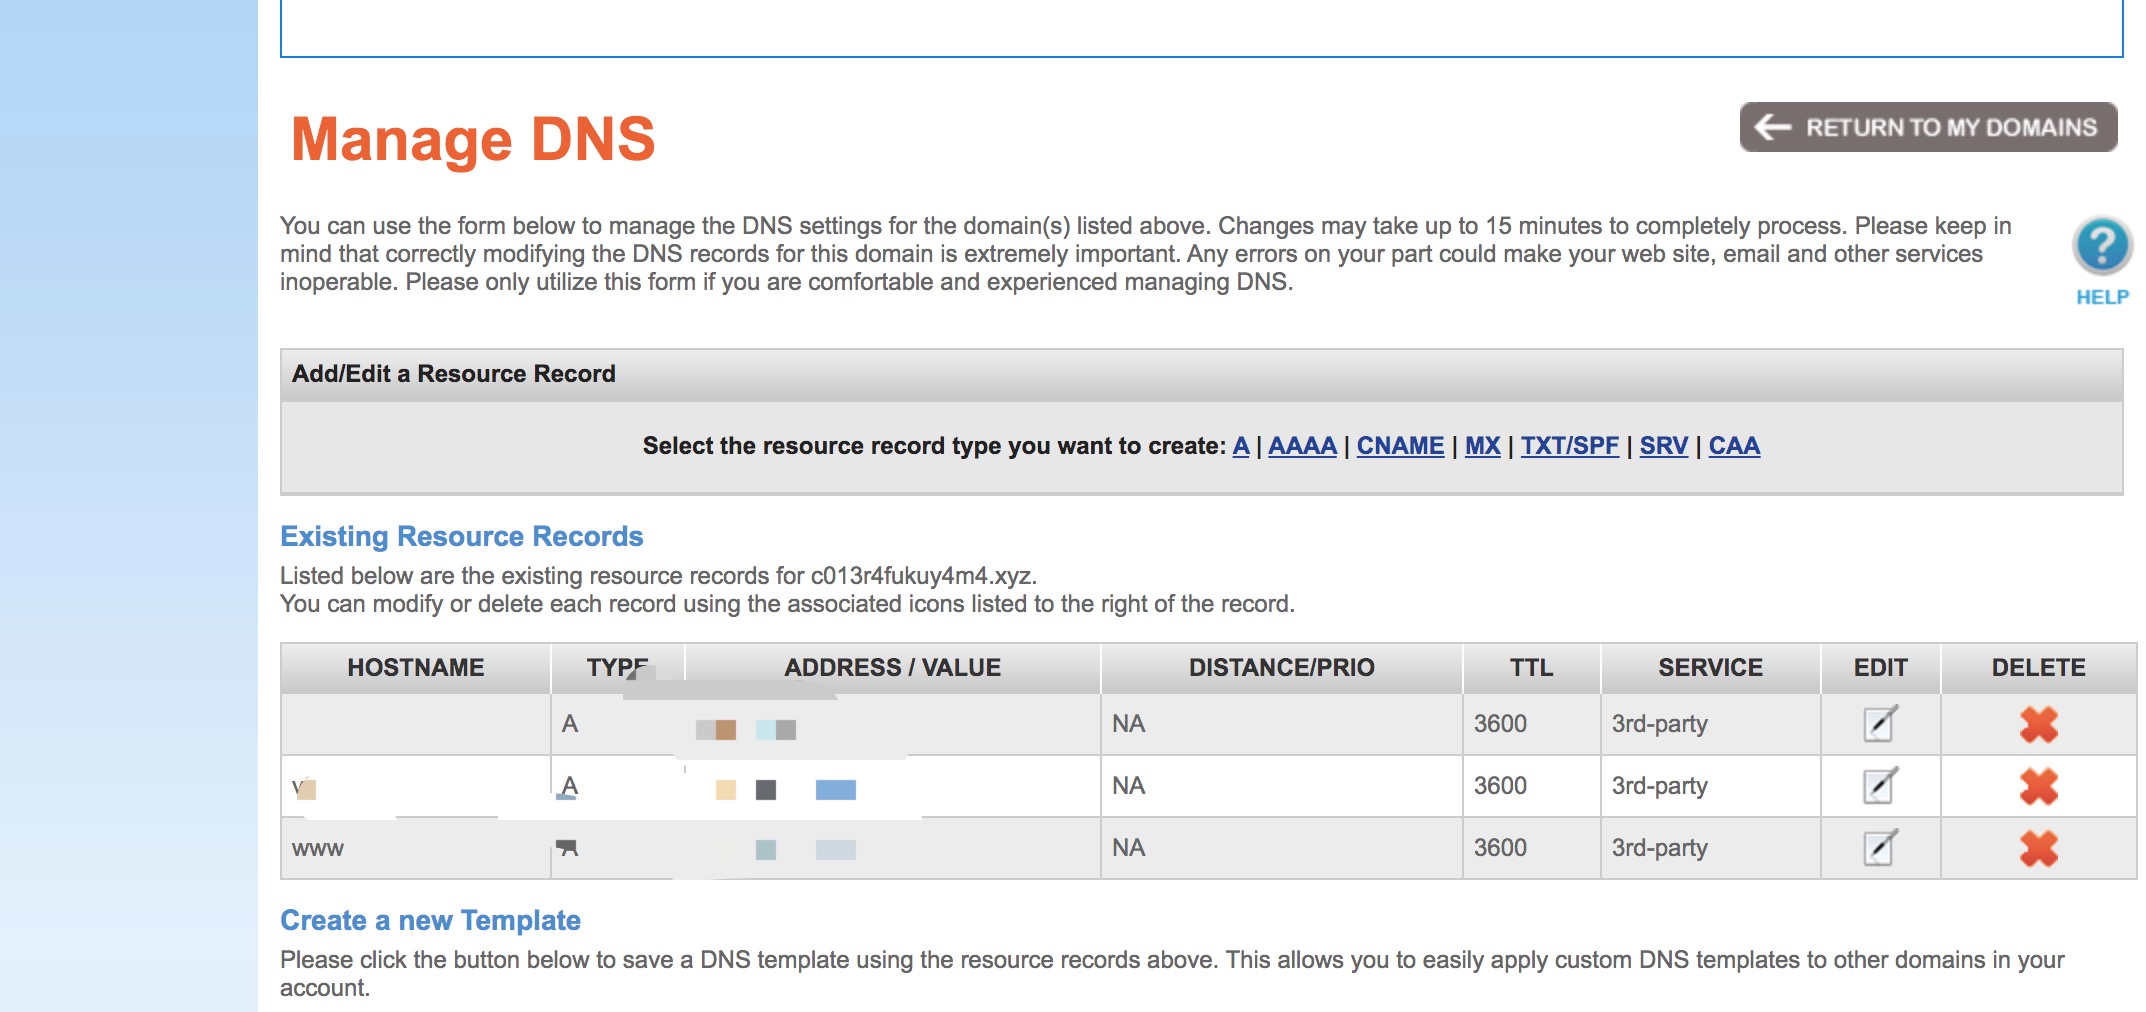 Manage DNS
RETURN TO MY DOMAINS
You can use the form below to manage the DNS settings for the domain(s) listed above. Changes may take up to 15 minutes to completely process. Please keep in
mind that correctly modifying the DNS records for this domain is extremely important. Any errors on your part could make your web site, email and other services
inoperable. Please only utilize this form if you are comfortable and experienced managing DNS.
HELP
Add/Edit a Resource Record
Select the resource record type you want to create: A | AAAA | CNAME | MX | TXT/SPF | SRV | CAA
Existing Resource Records
Listed below are the existing resource records for c013r4fukuy4m4.xyz.
You can modify or delete each record using the associated icons listed to the right of the record.
HOSTNAME TYPE ADDRESS / VALUE DISTANCE/PRIO TTL SERVICE EDIT DELETE
A NA 3600 3rd-party
A NA 3600 3rd-party
www A NA 3600 3rd-party
Create a new Template
Please click the button below to save a DNS template using the resource records above. This allows you to easily apply custom DNS templates to other domains in your
account.